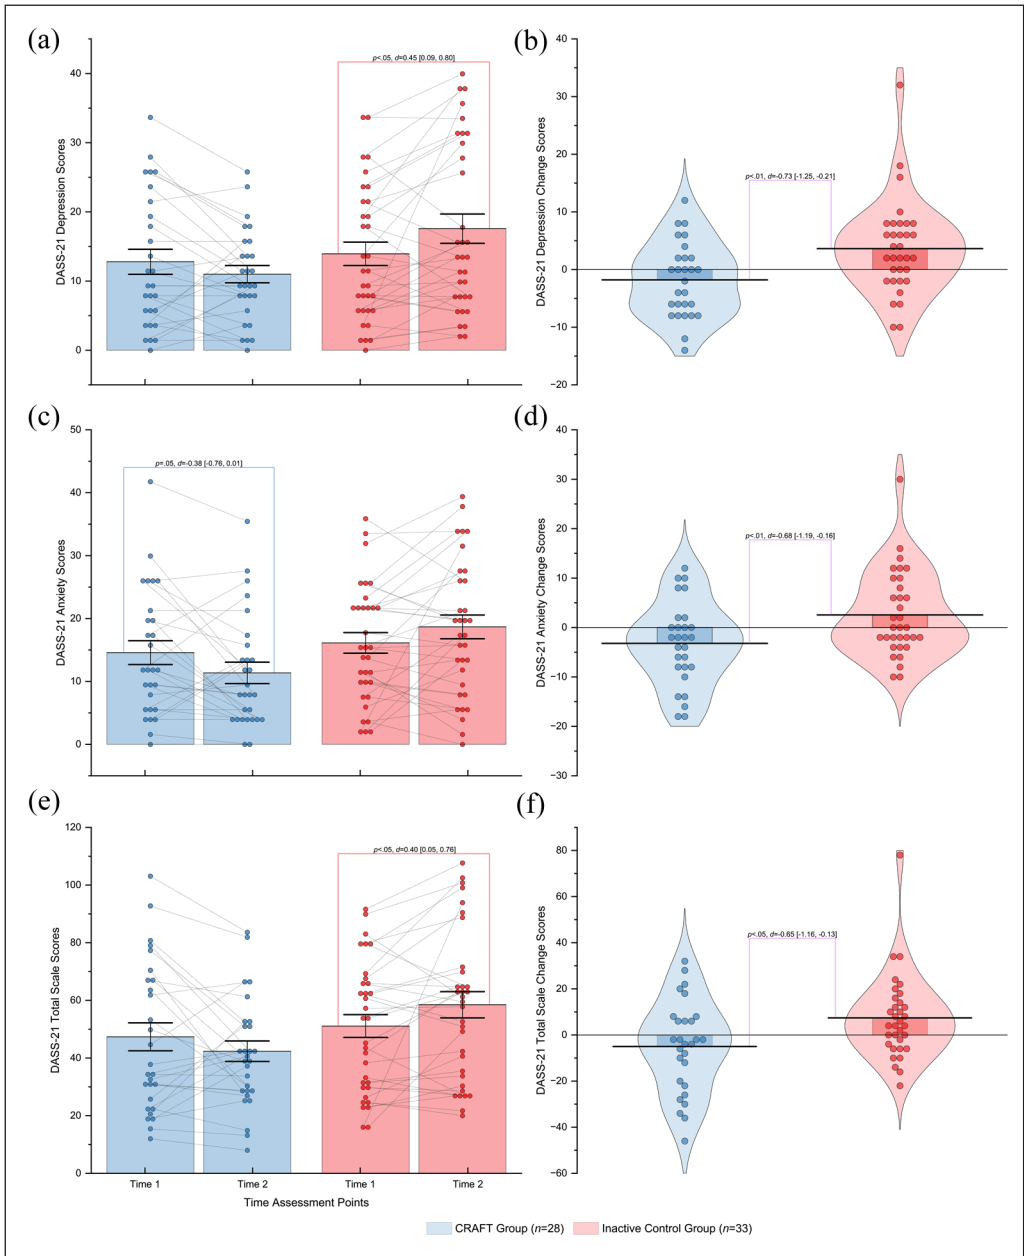 (a)
DASS-21 Depression Scores
40
30
20
10
0
p<.05, d=0.45 [0.09, 0.80]
(b)
DASS-21 Depression Change Scores
40
30
20
10
0
−10
−20
p<.01, d=-0.73 [-1.25, -0.21]
(c)
DASS-21 Anxiety Scores
50
40
30
20
10
0
p=.05, d=-0.38 [-0.76, 0.01]
(d)
DASS-21 Anxiety Change Scores
40
30
20
10
0
−10
−20
−30
p<.01, d=-0.68 [-1.19, -0.16]
(e)
DASS-21 Total Scale Scores
120
100
80
60
40
20
0
p<.05, d=0.40 [0.05, 0.76]
Time 1
Time 2
Time 1
Time 2
Time Assessment Points
(f)
DASS-21 Total Scale Change Scores
80
60
40
20
0
−20
−40
−60
p<.05, d=-0.65 [-1.16, -0.13]
CRAFT Group (n=28)
Inactive Control Group (n=33)